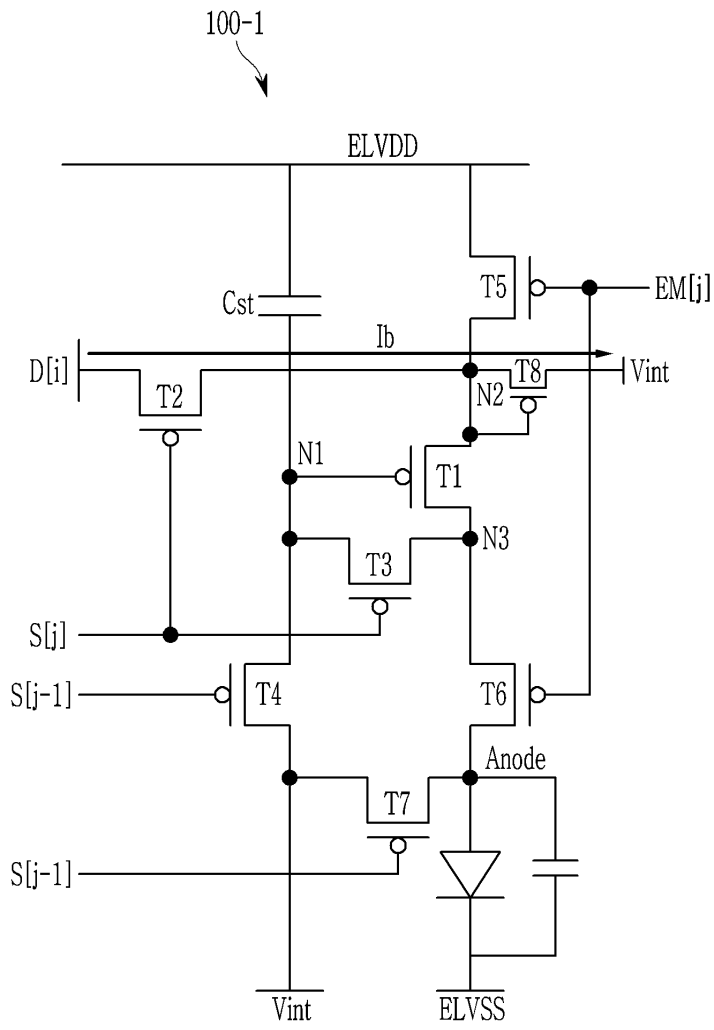 100-1
ELVDD
T5
EM[j]
Cst
Ib
D[i]
T2
T8
Vint
N2
N1
T1
T3
N3
S[j]
S[j-1]
T4
T6
Anode
T7
S[j-1]
Vint
ELVSS